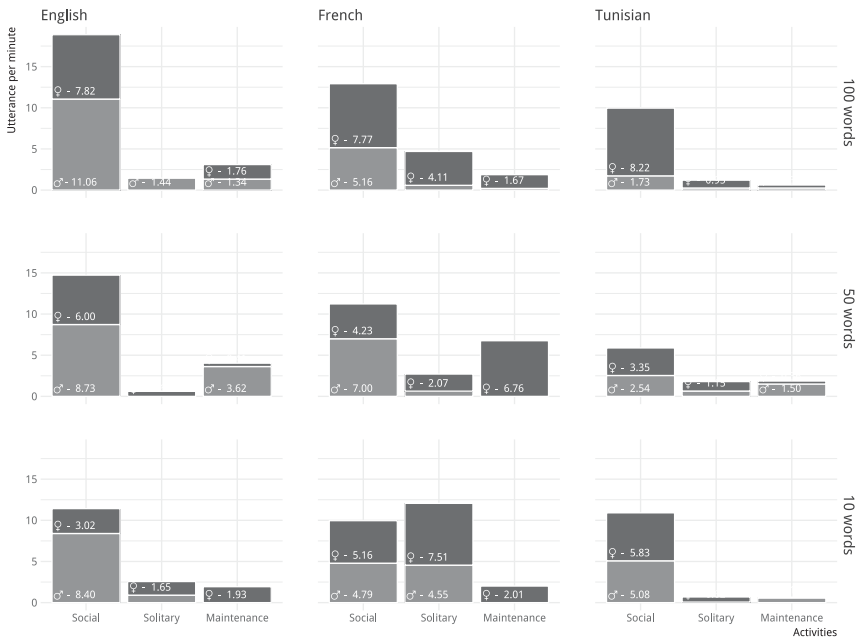 English French Tunisian
Utterance per minute
100 words
15
10
5
0
♀ - 7.82
♂ - 11.06
♂ - 1.44
♀ - 1.76
♂ - 1.34
♀ - 7.77
♂ - 5.16
♀ - 4.11
♀ - 1.67
♀ - 8.22
♂ - 1.73
♀ - 0.95
50 words
15
10
5
0
♀ - 6.00
♂ - 8.73
♂ - 3.62
♀ - 4.23
♂ - 7.00
♀ - 2.07
♀ - 6.76
♀ - 3.35
♂ - 2.54
♀ - 1.15
♂ - 1.50
10 words
15
10
5
0
♀ - 3.02
♂ - 8.40
♀ - 1.65
♀ - 1.93
♀ - 5.16
♂ - 4.79
♀ - 7.51
♂ - 4.55
♀ - 2.01
♀ - 5.83
♂ - 5.08
Social Solitary Maintenance Social Solitary Maintenance Social Solitary Maintenance
Activities